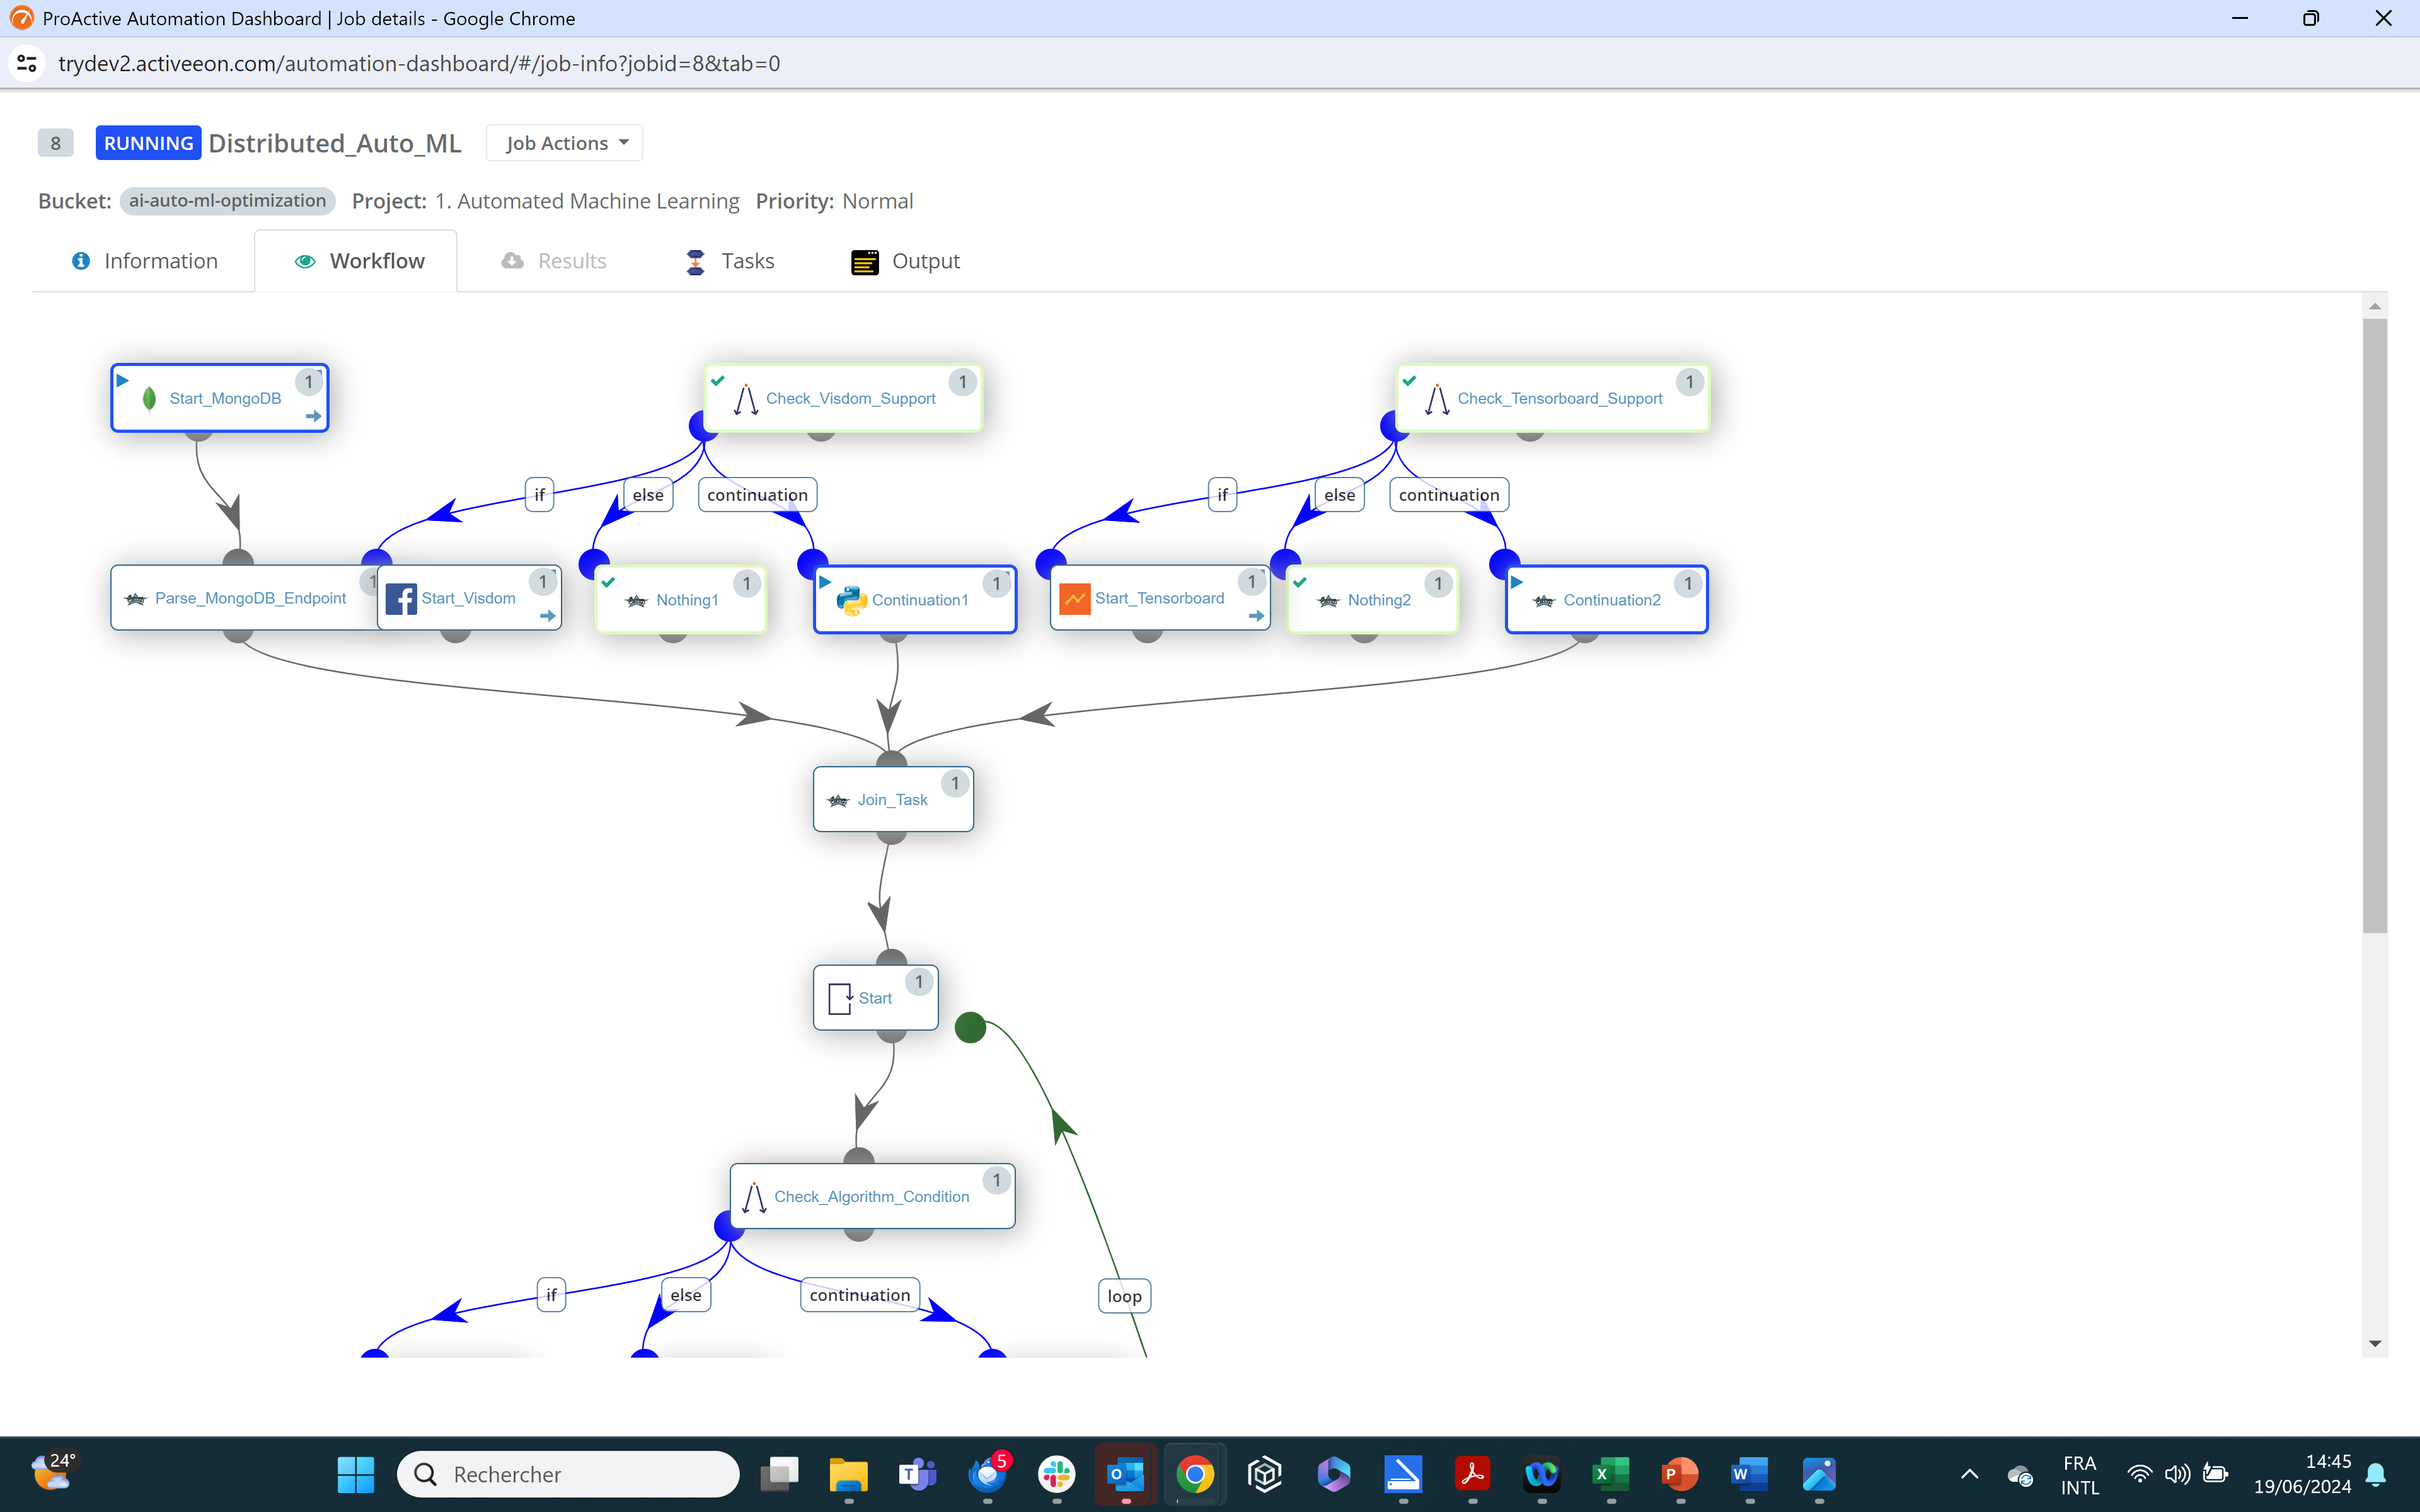 ProActive Automation Dashboard | Job details - Google Chrome
trydev2.activeeon.com/automation-dashboard/#/job-info?jobid=8&tab=0
8 RUNNING Distributed_Auto_ML Job Actions
Bucket: ai-auto-ml-optimization Project: 1. Automated Machine Learning Priority: Normal
Information Workflow Results Tasks Output
Start_MongoDB 1
Check_Visdom_Support 1
Check_Tensorboard_Support 1
if else continuation
if else continuation
Parse_MongoDB_Endpoint 1
Start_Visdom 1
Nothing1 1
Continuation1 1
Start_Tensorboard 1
Nothing2 1
Continuation2 1
Join_Task 1
Start 1
Check_Algorithm_Condition 1
if else continuation loop
24°
Rechercher
5
FRA
INTL
14:45
19/06/2024